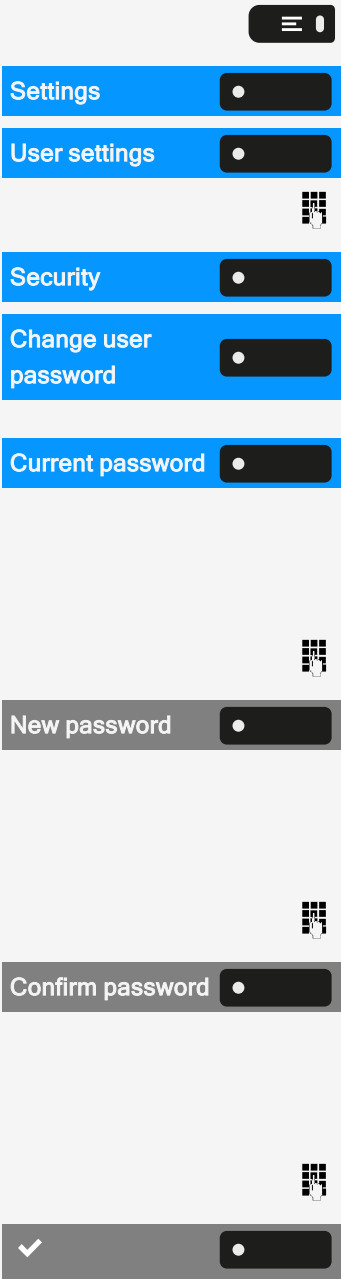 Settings
User settings
Security
Change user
password
Current password
New password
Confirm password